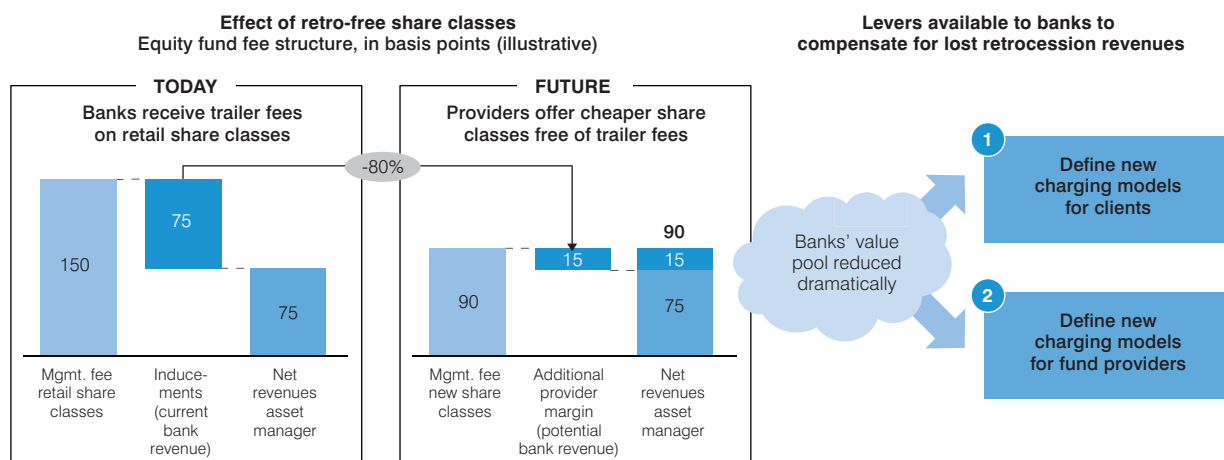 Effect of retro-free share classes
Equity fund fee structure, in basis points (illustrative)
Levers available to banks to
compensate for lost retrocession revenues
TODAY
Banks receive trailer fees
on retail share classes
150
75
75
Mgmt. fee
retail share
classes
Induce-
ments
(current
bank
revenue)
Net
revenues
asset
manager
-80%
FUTURE
Providers offer cheaper share
classes free of trailer fees
90
15
90
15
75
Mgmt. fee
new share
classes
Additional
provider
margin
(potential
bank revenue)
Net
revenues
asset
manager
Banks’ value
pool reduced
dramatically
1
Define new
charging models
for clients
2
Define new
charging models
for fund providers